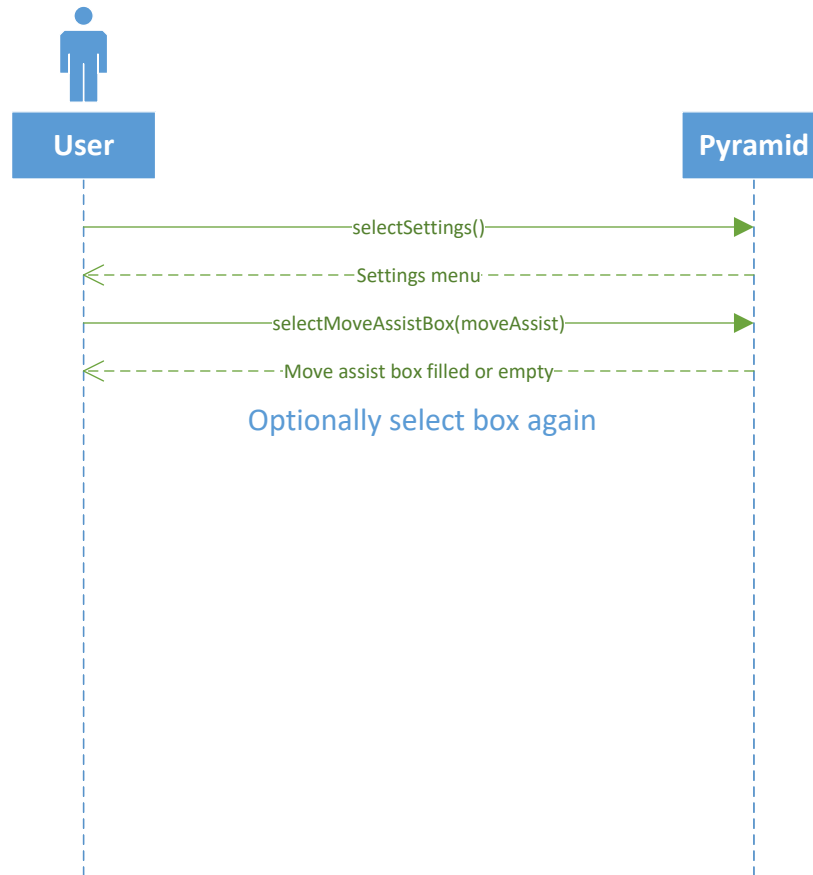 User
Pyramid
selectSettings()
Settings menu
selectMoveAssistBox(moveAssist)
Move assist box filled or empty
Optionally select box again